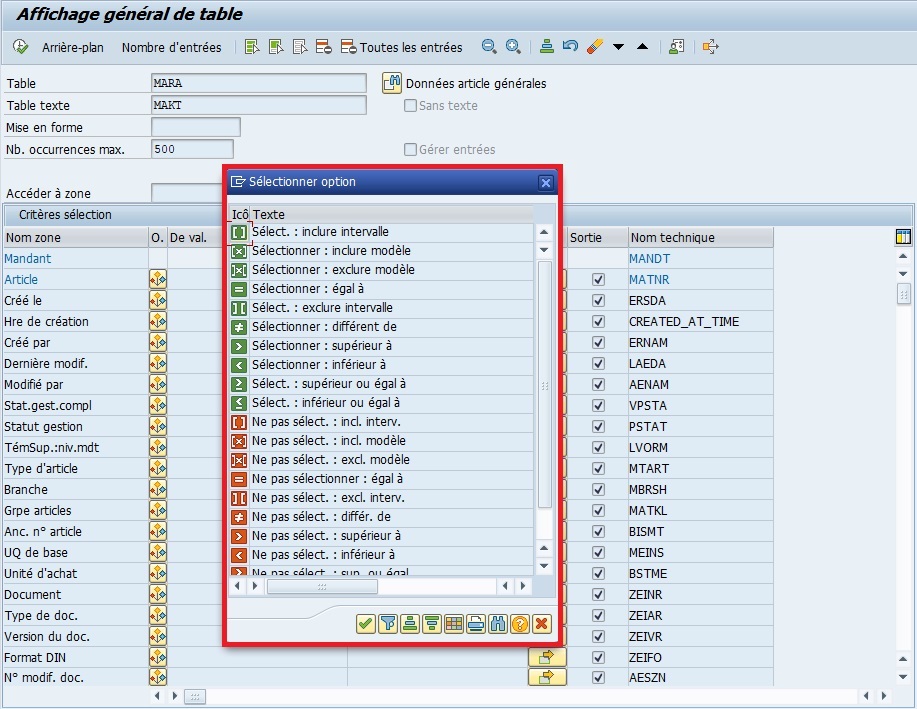 Affichage général de table
Arrière-plan Nombre d'entrées Toutes les entrées
Table MARA Données article générales
Table texte MAKT Sans texte
Mise en forme
Nb. occurrences max. 500 Gérer entrées
Accéder à zone
Sélectionner option
Icô Texte
Sélect. : inclure intervalle
Sélectionner : inclure modèle
Sélectionner : exclure modèle
Sélectionner : égal à
Sélect. : exclure intervalle
Sélectionner : différent de
Sélectionner : supérieur à
Sélectionner : inférieur à
Sélect. : supérieur ou égal à
Sélect. : inférieur ou égal à
Ne pas sélect. : incl. interv.
Ne pas sélect. : incl. modèle
Ne pas sélect. : excl. modèle
Ne pas sélectionner : égal à
Ne pas sélect. : excl. interv.
Ne pas sélect. : différ. de
Ne pas sélect. : supérieur à
Ne pas sélect. : inférieur à
Ne pas sélect. : sup. ou égal
Critères sélection
Nom zone O. De val. Sortie Nom technique
Mandant MANDT
Article MATNR
Créé le ERSDA
Hre de création CREATED_AT_TIME
Créé par ERNAM
Dernière modif. LAEDA
Modifié par AENAM
Stat.gest.compl VPSTA
Statut gestion PSTAT
TémSup.:niv.mdt LVORM
Type d'article MTART
Branche MBRSH
Grpe articles MATKL
Anc. n° article BISMT
UQ de base MEINS
Unité d'achat BSTME
Document ZEINR
Type de doc. ZEIAR
Version du doc. ZEIVR
Format DIN ZEIFO
N° modif. doc. AESZN